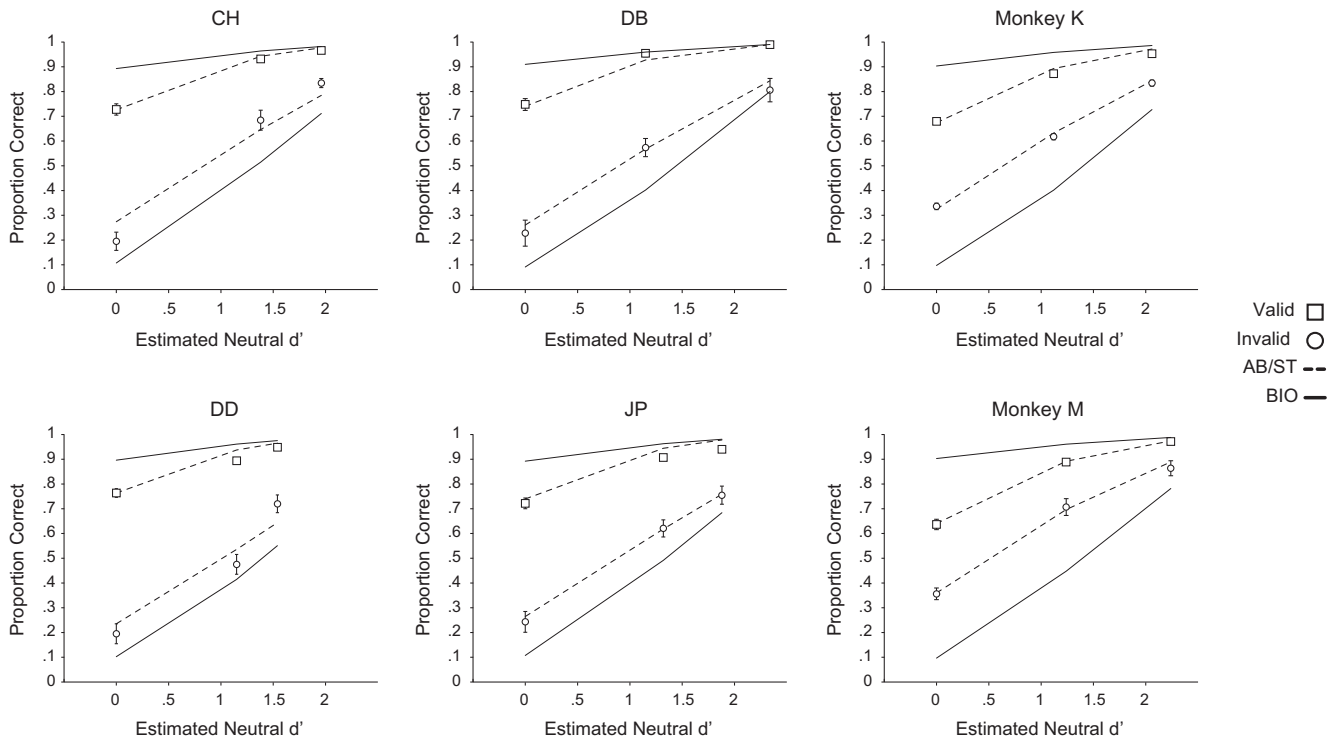 CH
DB
Monkey K
Proportion Correct
1
.9
.8
.7
.6
.5
.4
.3
.2
.1
0
0 .5 1 1.5 2
Estimated Neutral d’
Proportion Correct
1
.9
.8
.7
.6
.5
.4
.3
.2
.1
0
0 .5 1 1.5 2
Estimated Neutral d’
Proportion Correct
1
.9
.8
.7
.6
.5
.4
.3
.2
.1
0
0 .5 1 1.5 2
Estimated Neutral d’
Valid
Invalid
AB/ST
BIO
DD
JP
Monkey M
Proportion Correct
1
.9
.8
.7
.6
.5
.4
.3
.2
.1
0
0 .5 1 1.5 2
Estimated Neutral d’
Proportion Correct
1
.9
.8
.7
.6
.5
.4
.3
.2
.1
0
0 .5 1 1.5 2
Estimated Neutral d’
Proportion Correct
1
.9
.8
.7
.6
.5
.4
.3
.2
.1
0
0 .5 1 1.5 2
Estimated Neutral d’